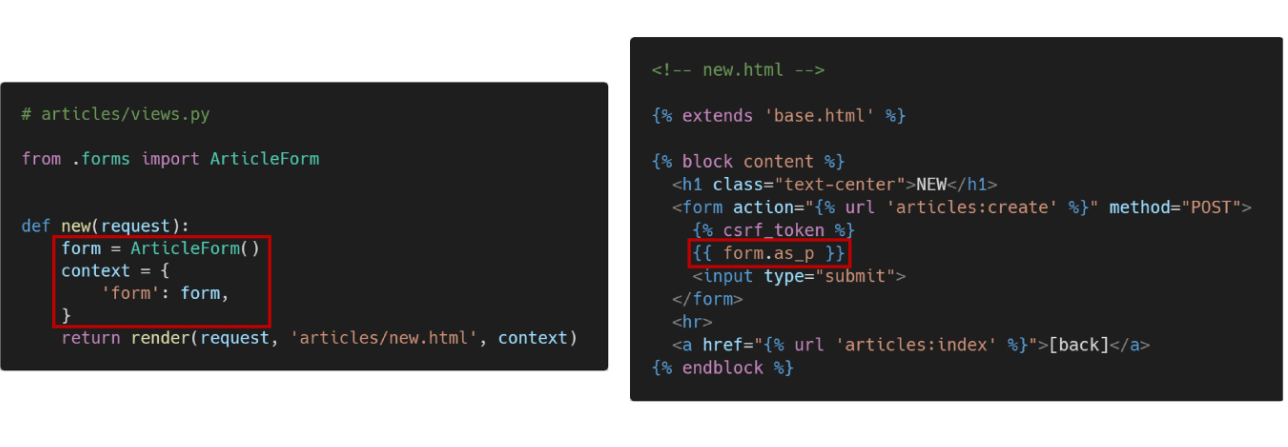 # articles/views.py
from .forms import ArticleForm
def new(request):
    form = ArticleForm()
    context = {
        'form': form,
    }
    return render(request, 'articles/new.html', context)
<!-- new.html -->
{% extends 'base.html' %}
{% block content %}
  <h1 class="text-center">NEW</h1>
  <form action="{% url 'articles:create' %}" method="POST">
    {% csrf_token %}
    {{ form.as_p }}
    <input type="submit">
  </form>
  <hr>
  <a href="{% url 'articles:index' %}">[back]</a>
{% endblock %}